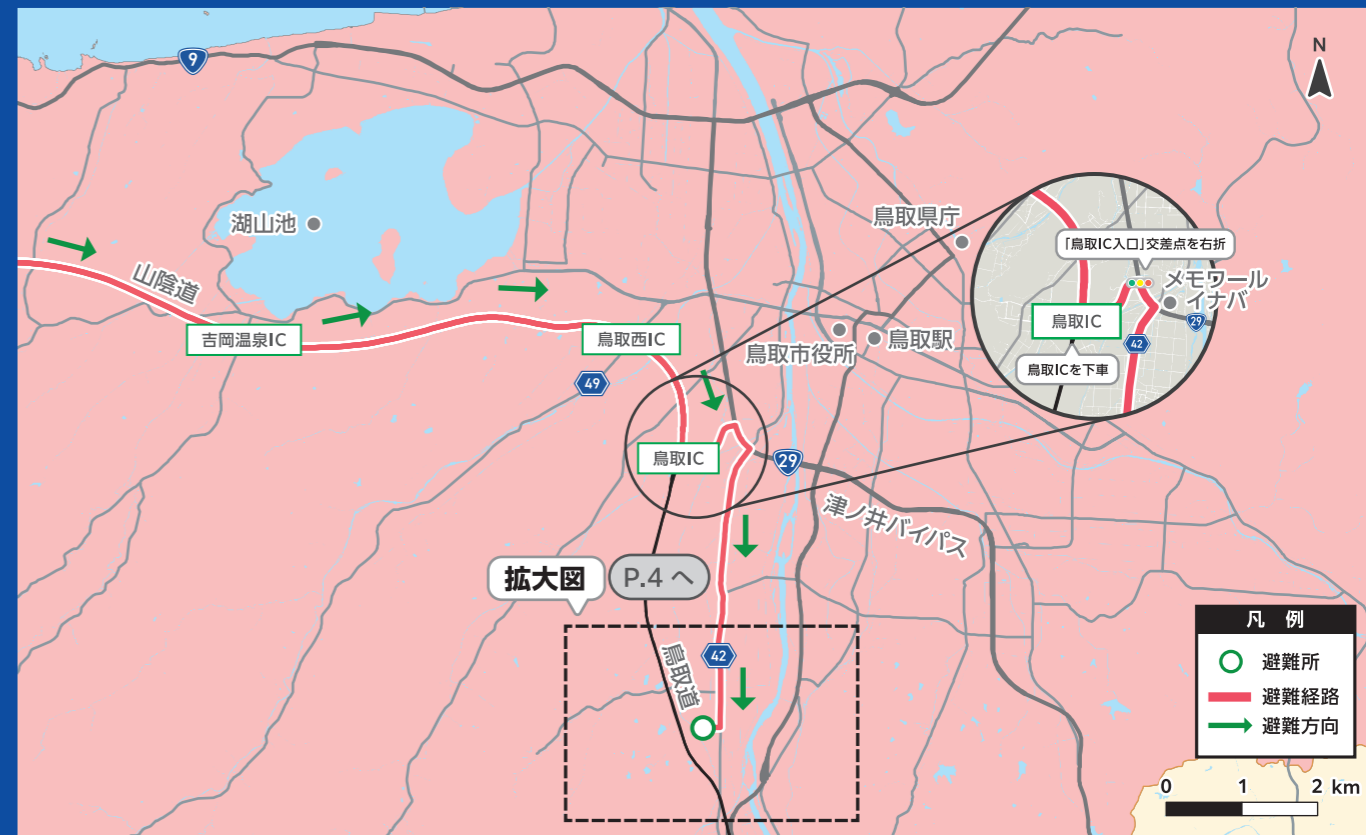 9
N
湖山池
鳥取県庁
山陰道
「鳥取IC入口」交差点を右折
メモワール
イナバ
鳥取IC
29
42
鳥取ICを下車
吉岡温泉IC
鳥取西IC
鳥取市役所
鳥取駅
49
鳥取IC
29
津ノ井バイパス
拡大図
P.4 へ
42
鳥取道
凡 例
避難所
避難経路
避難方向
0 1 2 km